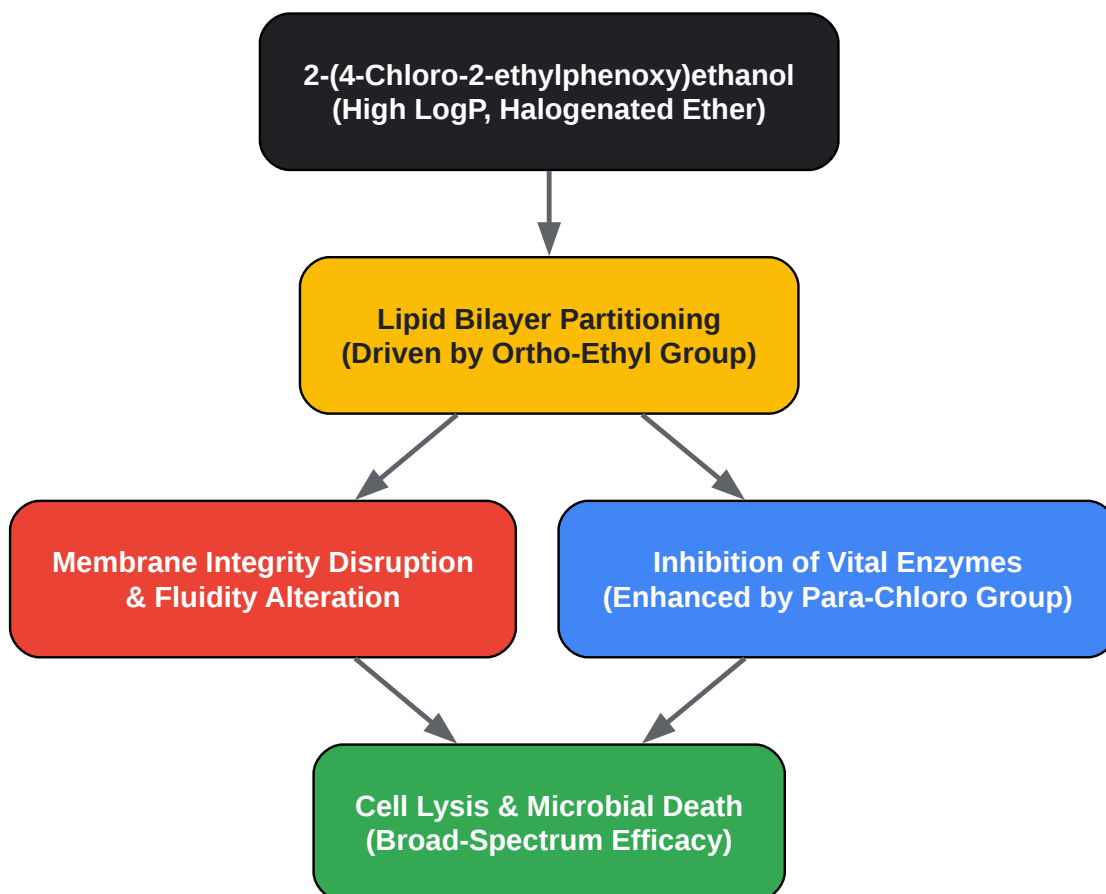 2-(4-Chloro-2-ethylphenoxy)ethanol
(High LogP, Halogenated Ether)
Lipid Bilayer Partitioning
(Driven by Ortho-Ethyl Group)
Membrane Integrity Disruption
& Fluidity Alteration
Inhibition of Vital Enzymes
(Enhanced by Para-Chloro Group)
Cell Lysis & Microbial Death
(Broad-Spectrum Efficacy)